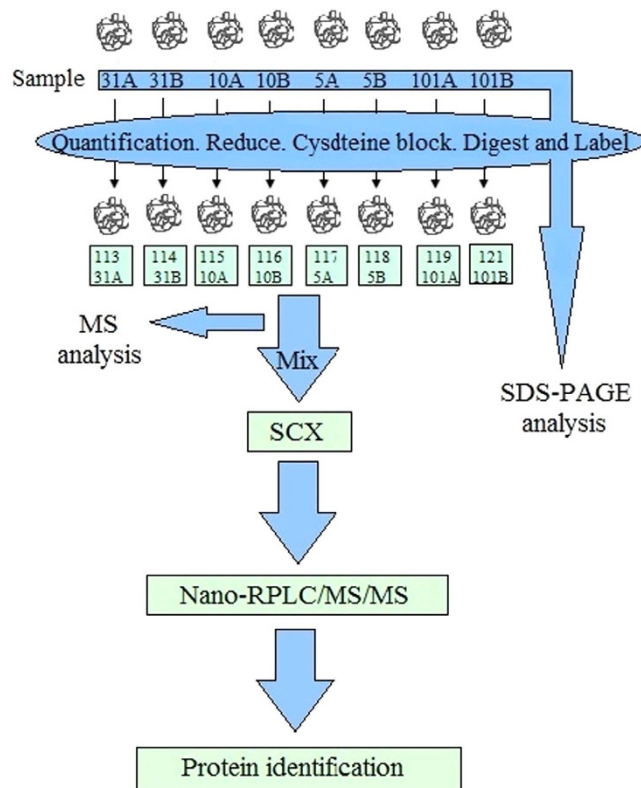 Sample 31A 31B 10A 10B 5A 5B 101A 101B
Quantification. Reduce. Cysdteine block. Digest and Label
113 114 115 116 117 118 119 121
31A 31B 10A 10B 5A 5B 101A 101B
MS
analysis
Mix
SDS-PAGE
analysis
SCX
Nano-RPLC/MS/MS
Protein identification